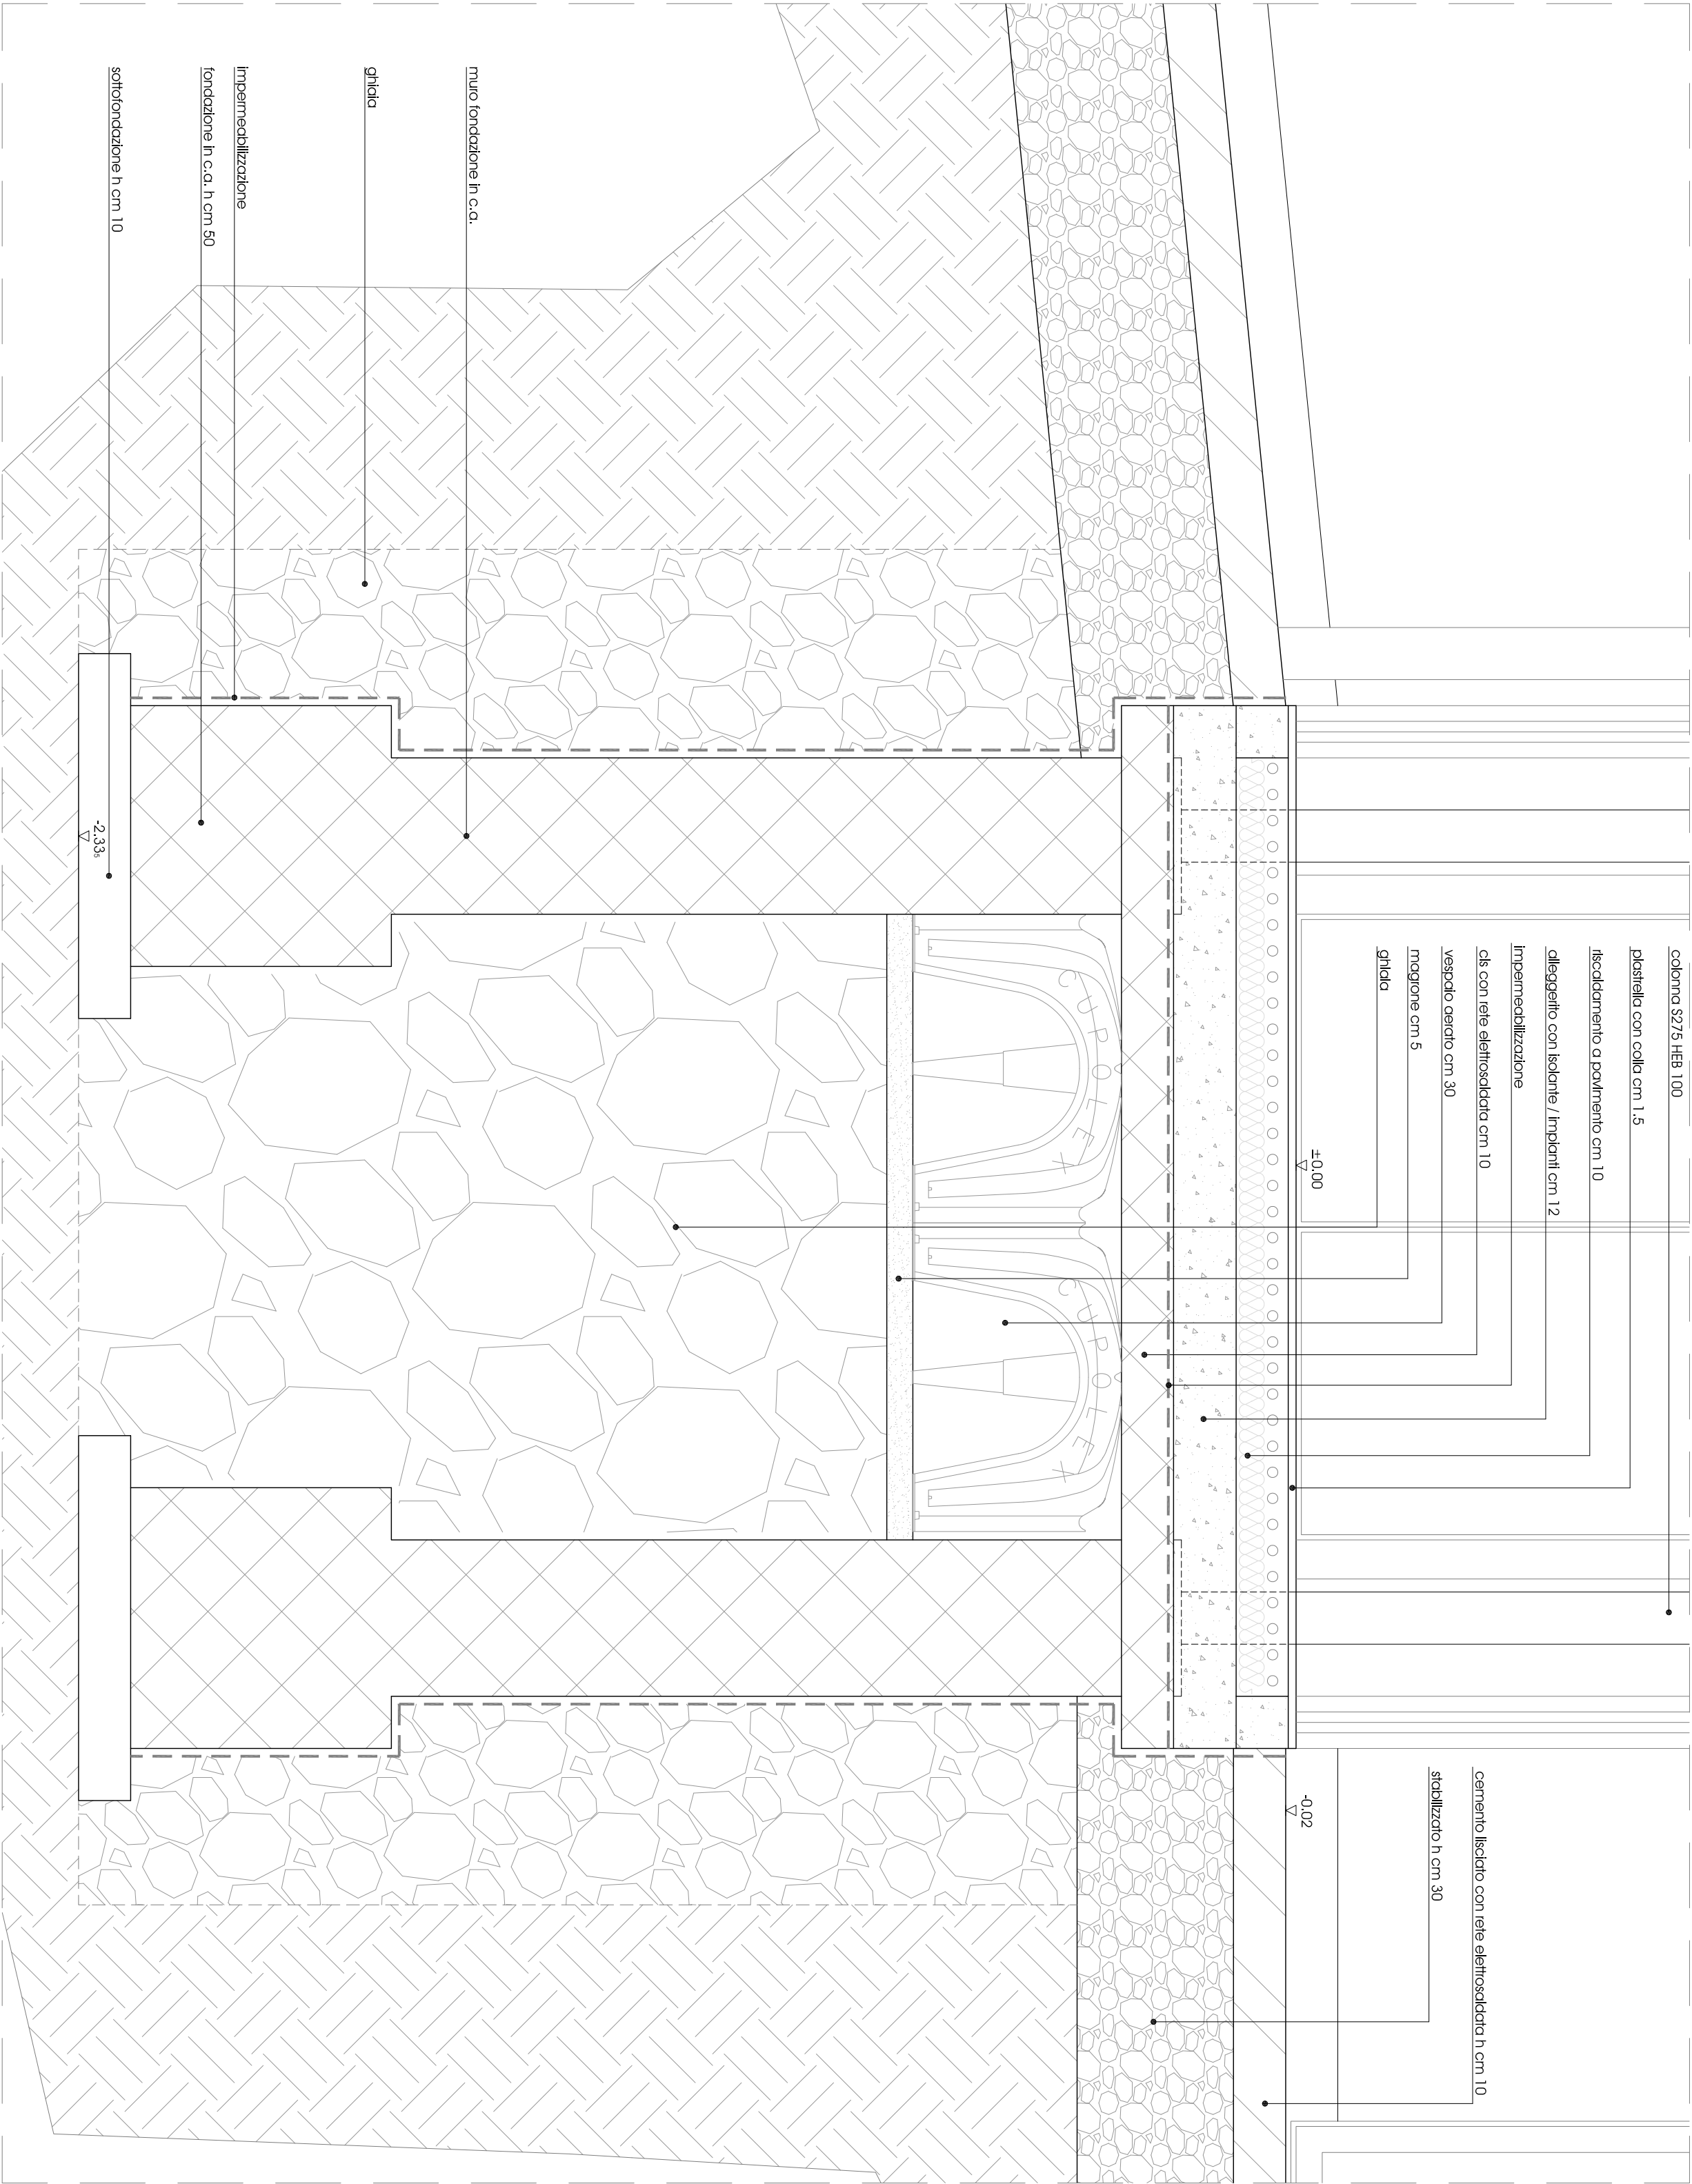 colonna S275 HEB 100
piastrella con colla cm 1.5
riscaldamento a pavimento cm 10
alleggerito con isolante / impianti cm 12
impermeabilizzazione
cls con rete elettrosaldata cm 10
vespaio aerato cm 30
magrone cm 5
ghiaia
±0.00
cemento lisciato con rete elettrosaldata h cm 10
stabilizzato h cm 30
-0.02
CUPOLEX
CUPOLEX
muro fondazione in c.a.
ghiaia
impermeabilizzazione
fondazione in c.a. h cm 50
sottofondazione h cm 10
-2.335